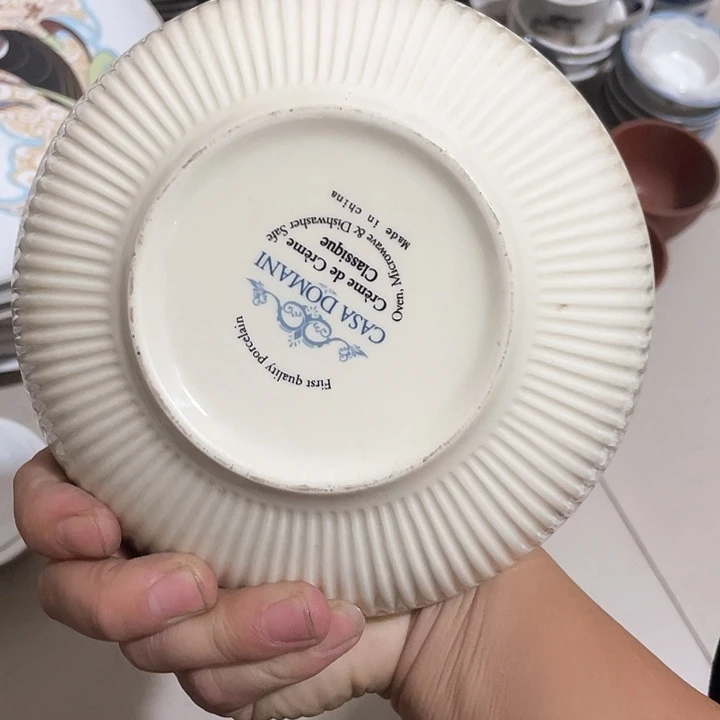 First quality porcelain
CASA DOMANI
Crème de Crème
Classique
Oven, Microwave & Dishwasher Safe
Made in china